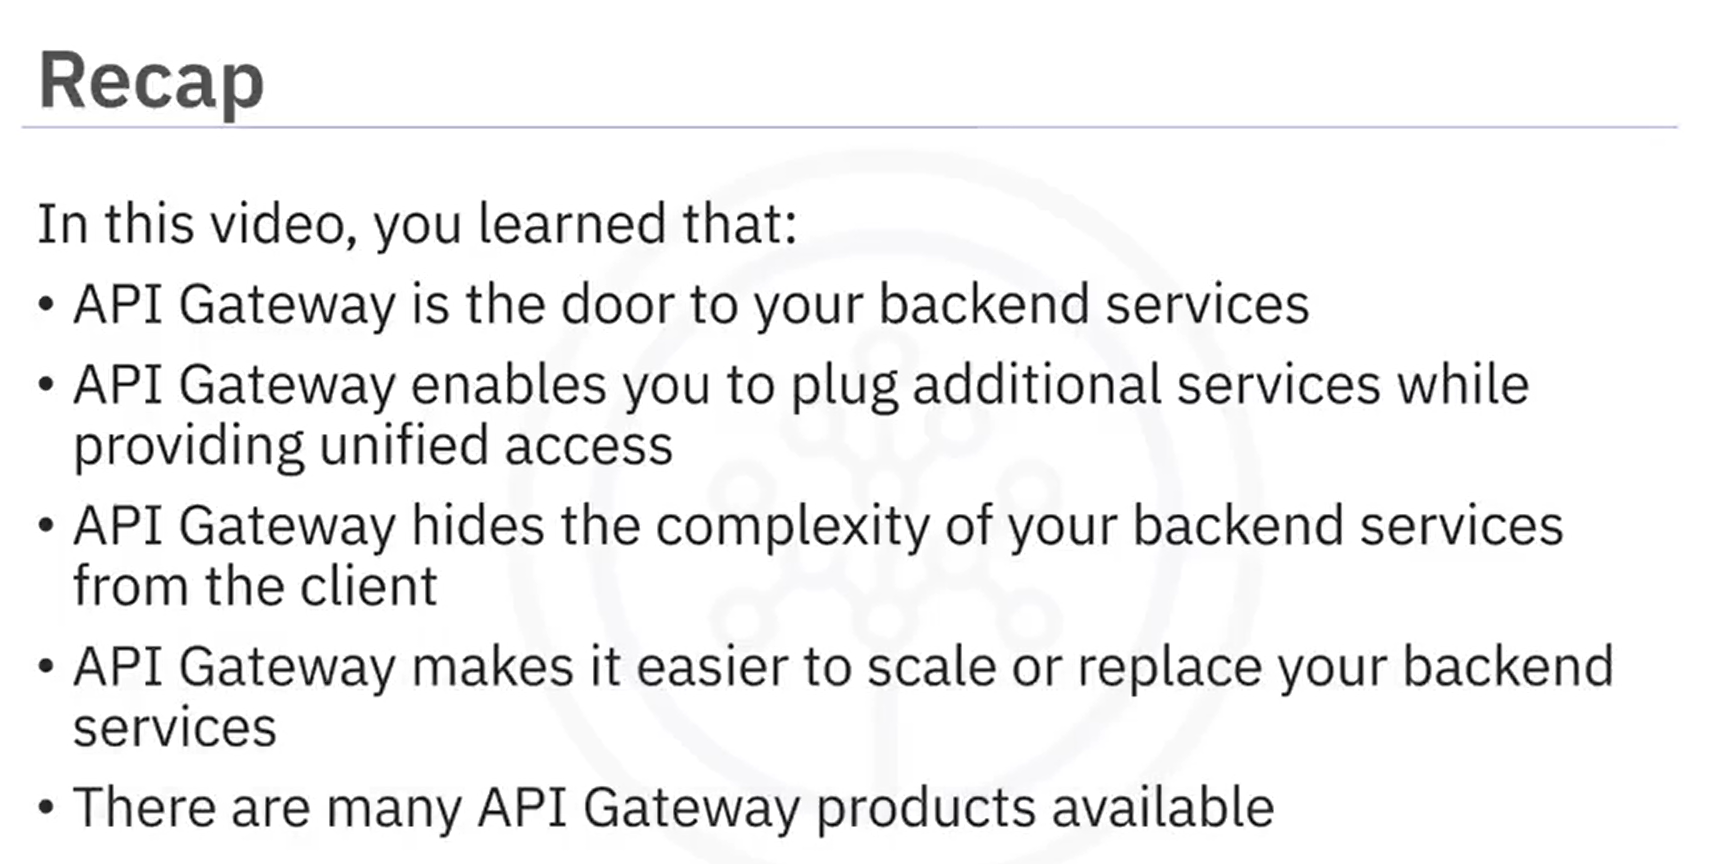 Recap
In this video, you learned that:
• API Gateway is the door to your backend services
• API Gateway enables you to plug additional services while
providing unified access
• API Gateway hides the complexity of your backend services
from the client
• API Gateway makes it easier to scale or replace your backend
services
• There are many API Gateway products available